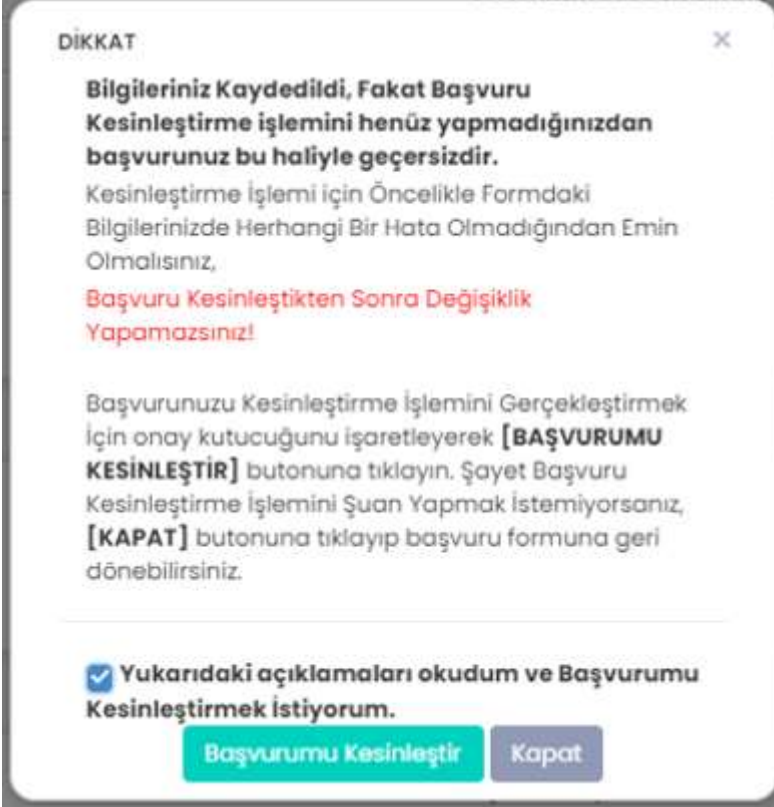 DİKKAT
×
Bilgileriniz Kaydedildi, Fakat Başvuru
Kesinleştirme işlemini henüz yapmadığınızdan
başvurunuz bu haliyle geçersizdir.
Kesinleştirme İşlemi için Öncelikle Formdaki
Bilgilerinizde Herhangi Bir Hata Olmadığından Emin
Olmalısınız,
Başvuru Kesinleştikten Sonra Değişiklik
Yapamazsınız!
Başvurunuzu Kesinleştirme İşlemini Gerçekleştirmek
İçin onay kutucuğunu işaretleyerek [BAŞVURUMU
KESİNLEŞTİR] butonuna tıklayın. Şayet Başvuru
Kesinleştirme İşlemini Şuan Yapmak İstemiyorsanız,
[KAPAT] butonuna tıklayıp başvuru formuna geri
dönebilirsiniz.
Yukarıdaki açıklamaları okudum ve Başvurumu
Kesinleştirmek İstiyorum.
Başvurumu Kesinleştir Kapat